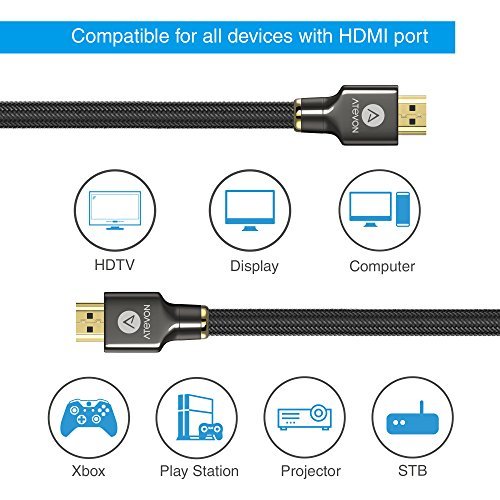 Compatible for all devices with HDMI port
ATEVON
HDTV
Display
Computer
ATEVON
Xbox
Play Station
Projector
STB